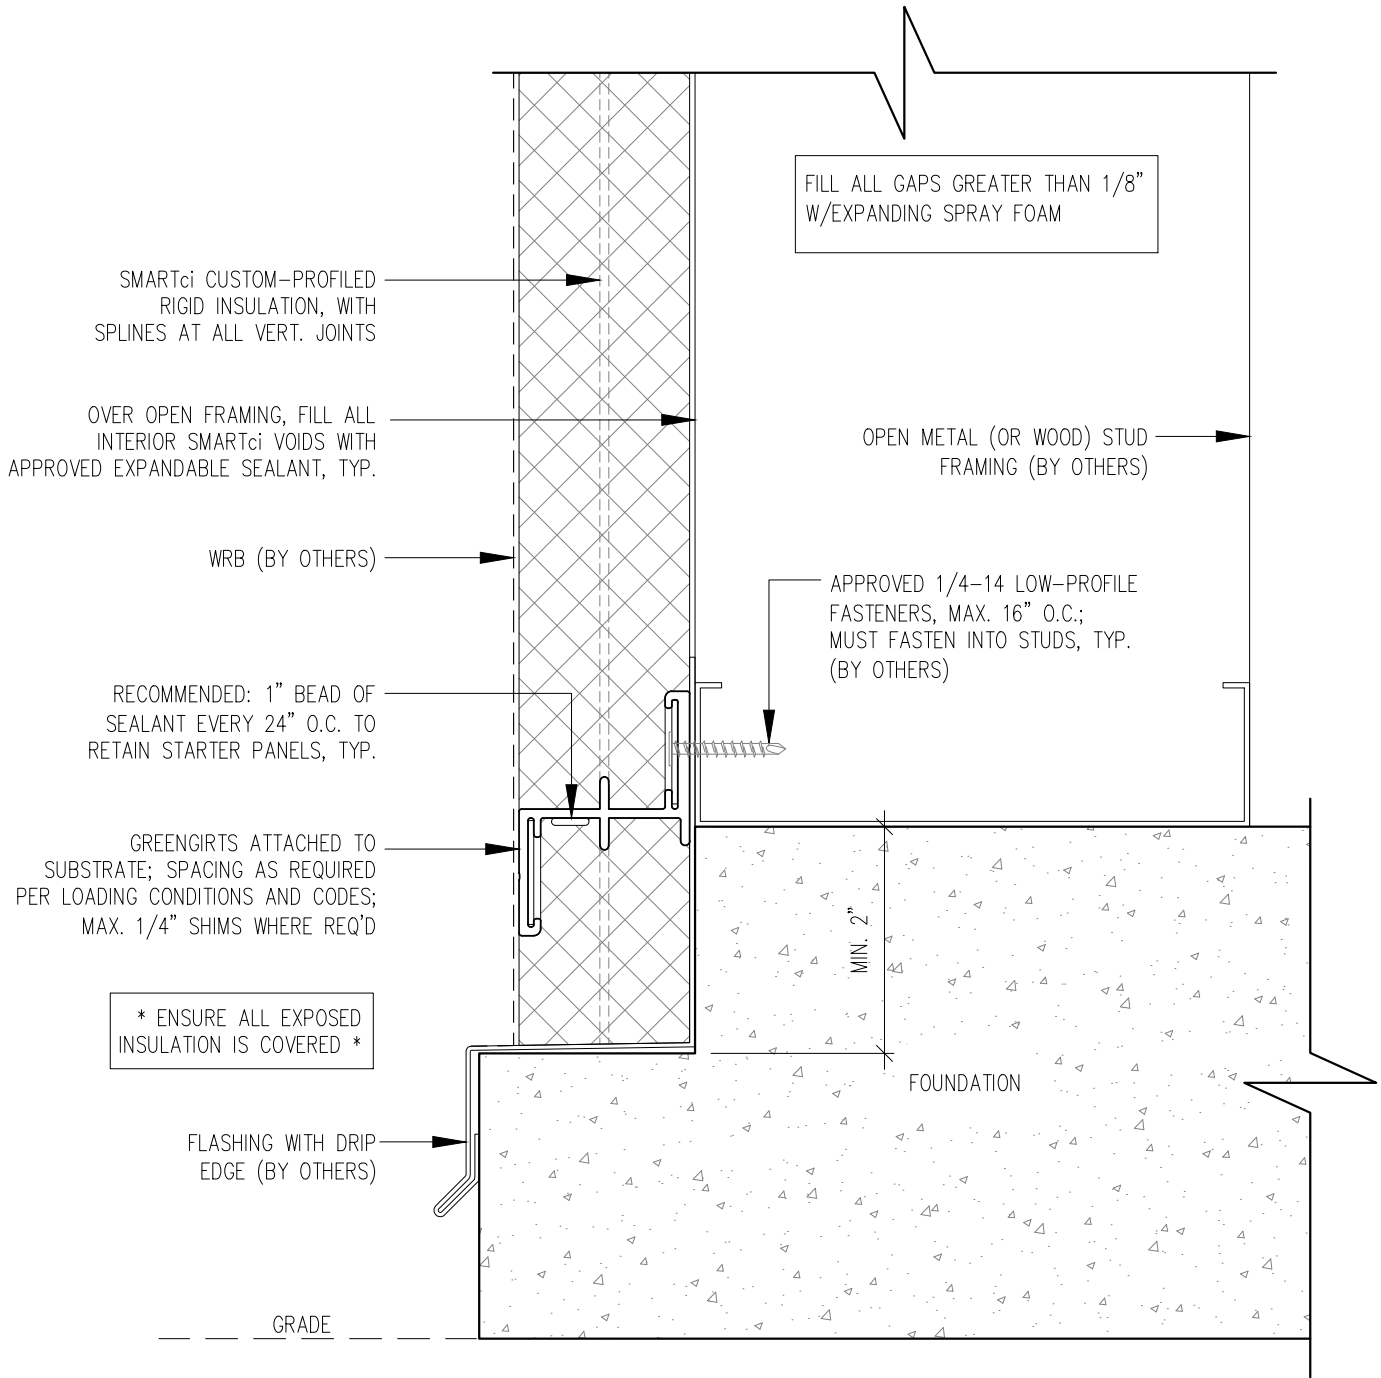 FILL ALL GAPS GREATER THAN 1/8"
W/EXPANDING SPRAY FOAM
SMARTci CUSTOM-PROFILED
RIGID INSULATION, WITH
SPLINES AT ALL VERT. JOINTS
OVER OPEN FRAMING, FILL ALL
INTERIOR SMARTci VOIDS WITH
APPROVED EXPANDABLE SEALANT, TYP.
OPEN METAL (OR WOOD) STUD
FRAMING (BY OTHERS)
WRB (BY OTHERS)
APPROVED 1/4-14 LOW-PROFILE
FASTENERS, MAX. 16" O.C.;
MUST FASTEN INTO STUDS, TYP.
(BY OTHERS)
RECOMMENDED: 1" BEAD OF
SEALANT EVERY 24" O.C. TO
RETAIN STARTER PANELS, TYP.
GREENGIRTS ATTACHED TO
SUBSTRATE; SPACING AS REQUIRED
PER LOADING CONDITIONS AND CODES;
MAX. 1/4" SHIMS WHERE REQ'D
MIN. 2"
* ENSURE ALL EXPOSED
INSULATION IS COVERED *
FOUNDATION
FLASHING WITH DRIP
EDGE (BY OTHERS)
GRADE